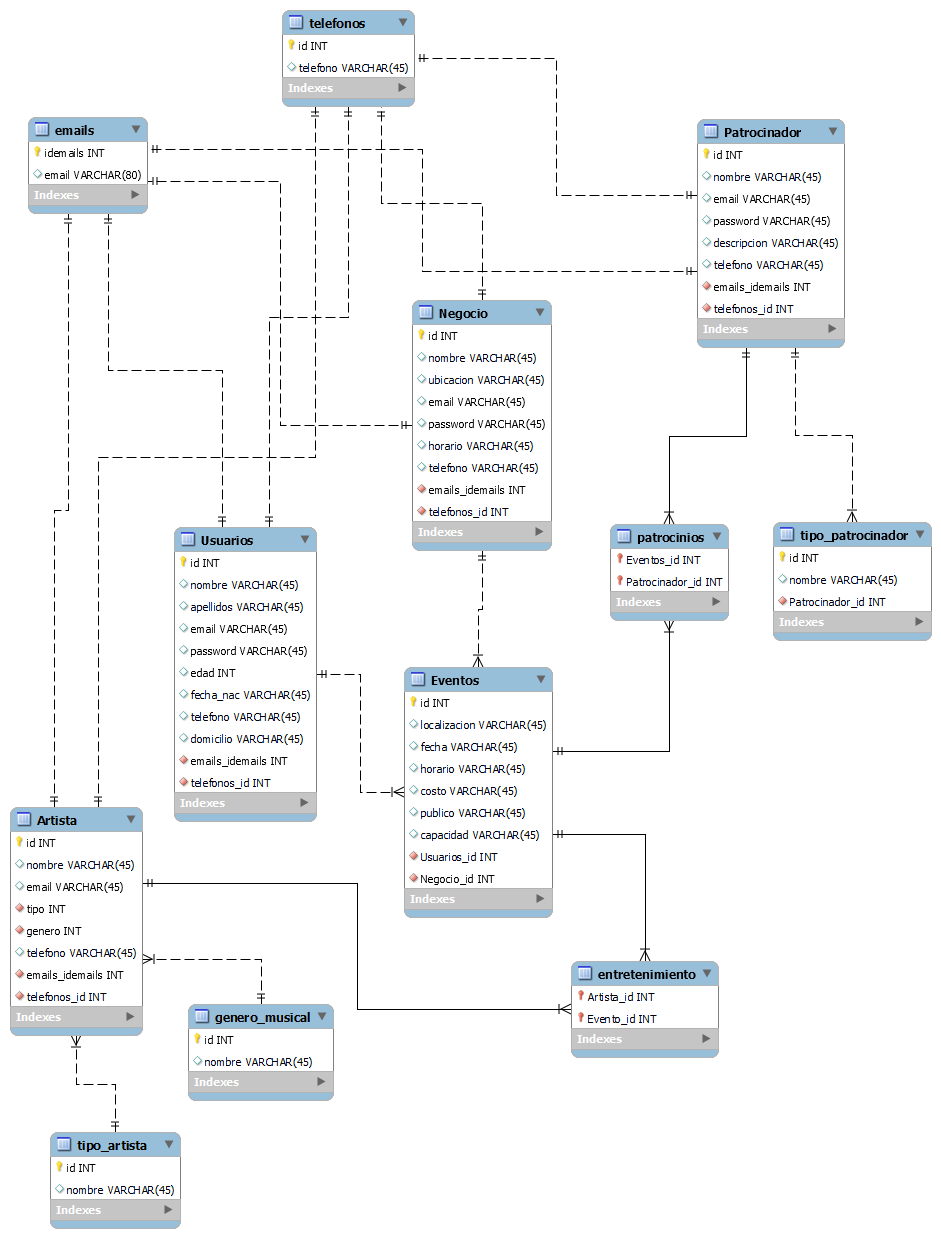 telefonos
id INT
telefono VARCHAR(45)
Indexes
emails
idemails INT
email VARCHAR(80)
Indexes
Patrocinador
id INT
nombre VARCHAR(45)
email VARCHAR(45)
password VARCHAR(45)
descripcion VARCHAR(45)
telefono VARCHAR(45)
emails_idemails INT
telefonos_id INT
Indexes
Negocio
id INT
nombre VARCHAR(45)
ubicacion VARCHAR(45)
email VARCHAR(45)
password VARCHAR(45)
horario VARCHAR(45)
telefono VARCHAR(45)
emails_idemails INT
telefonos_id INT
Indexes
Usuarios
id INT
nombre VARCHAR(45)
apellidos VARCHAR(45)
email VARCHAR(45)
password VARCHAR(45)
edad INT
fecha_nac VARCHAR(45)
telefono VARCHAR(45)
domicilio VARCHAR(45)
emails_idemails INT
telefonos_id INT
Indexes
patrocinios
Eventos_id INT
Patrocinador_id INT
Indexes
tipo_patrocinador
id INT
nombre VARCHAR(45)
Patrocinador_id INT
Indexes
Eventos
id INT
localizacion VARCHAR(45)
fecha VARCHAR(45)
horario VARCHAR(45)
costo VARCHAR(45)
publico VARCHAR(45)
capacidad VARCHAR(45)
Usuarios_id INT
Negocio_id INT
Indexes
Artista
id INT
nombre VARCHAR(45)
email VARCHAR(45)
tipo INT
genero INT
telefono VARCHAR(45)
emails_idemails INT
telefonos_id INT
Indexes
entretenimiento
Artista_id INT
Evento_id INT
Indexes
genero_musical
id INT
nombre VARCHAR(45)
Indexes
tipo_artista
id INT
nombre VARCHAR(45)
Indexes